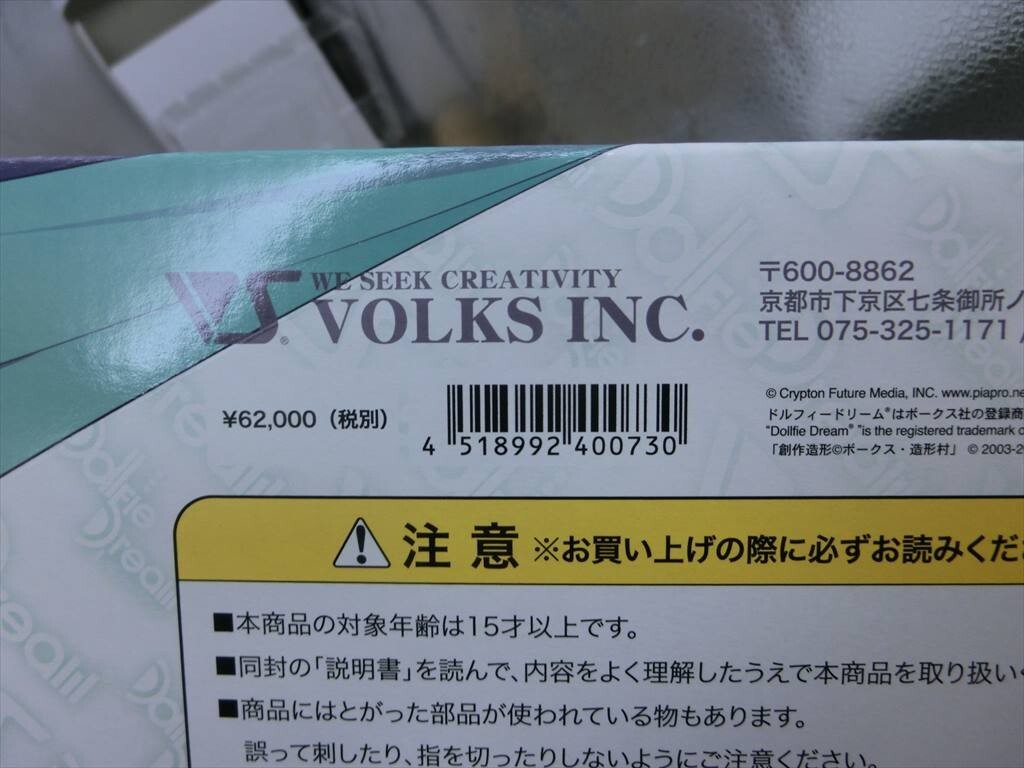 WE SEEK CREATIVITY
VS® VOLKS INC.
〒600-8862
京都市下京区七条御所ノ
TEL 075-325-1171 /
¥62,000（税別）
4 518992 400730
© Crypton Future Media, INC. www.piapro.ne
ドルフィードリーム®はボークス社の登録商
"Dollfie Dream® "is the registered trademark o
「創作造形©ボークス・造形村」 © 2003-2
注 意 ※お買い上げの際に必ずお読みくだ
■本商品の対象年齢は15才以上です。
■同封の「説明書」を読んで、内容をよく理解したうえで本商品を取り扱い
■商品にはとがった部品が使われている物もあります。
誤って刺したり、指を切ったりしないようにご注意ください。
Dollfie Dream